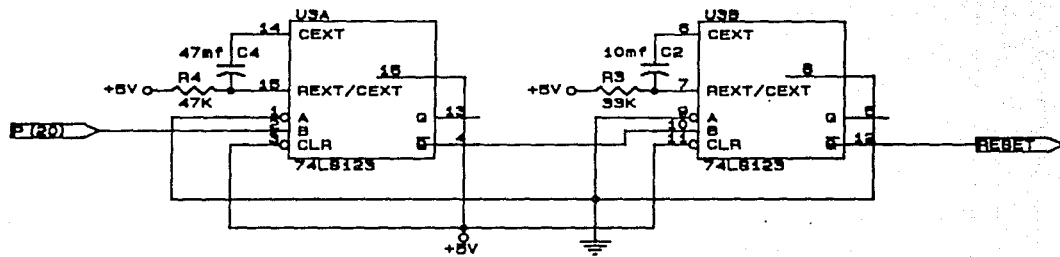 U3A
14 CEXT
47mf C4
16
R4
+5V
15 REXT/CEXT
47K
1 A
P(20)
2 B
Q 13
3 CLR
Q 4
74LS123
+5V
U3B
6 CEXT
10mf C2
8
R3
+5V
7 REXT/CEXT
33K
9 A
10 B
Q 5
11 CLR
Q 12
RESET
74LS123